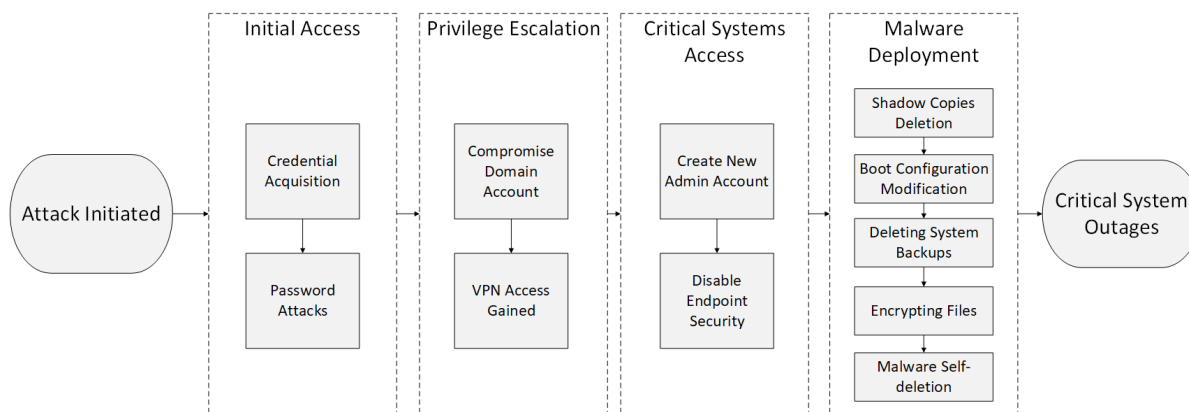 Attack Initiated
Initial Access
Credential
Acquisition
Password
Attacks
Privilege Escalation
Compromise
Domain
Account
VPN Access
Gained
Critical Systems
Access
Create New
Admin Account
Disable
Endpoint
Security
Malware
Deployment
Shadow Copies
Deletion
Boot Configuration
Modification
Deleting System
Backups
Encrypting Files
Malware Self-
deletion
Critical System
Outages